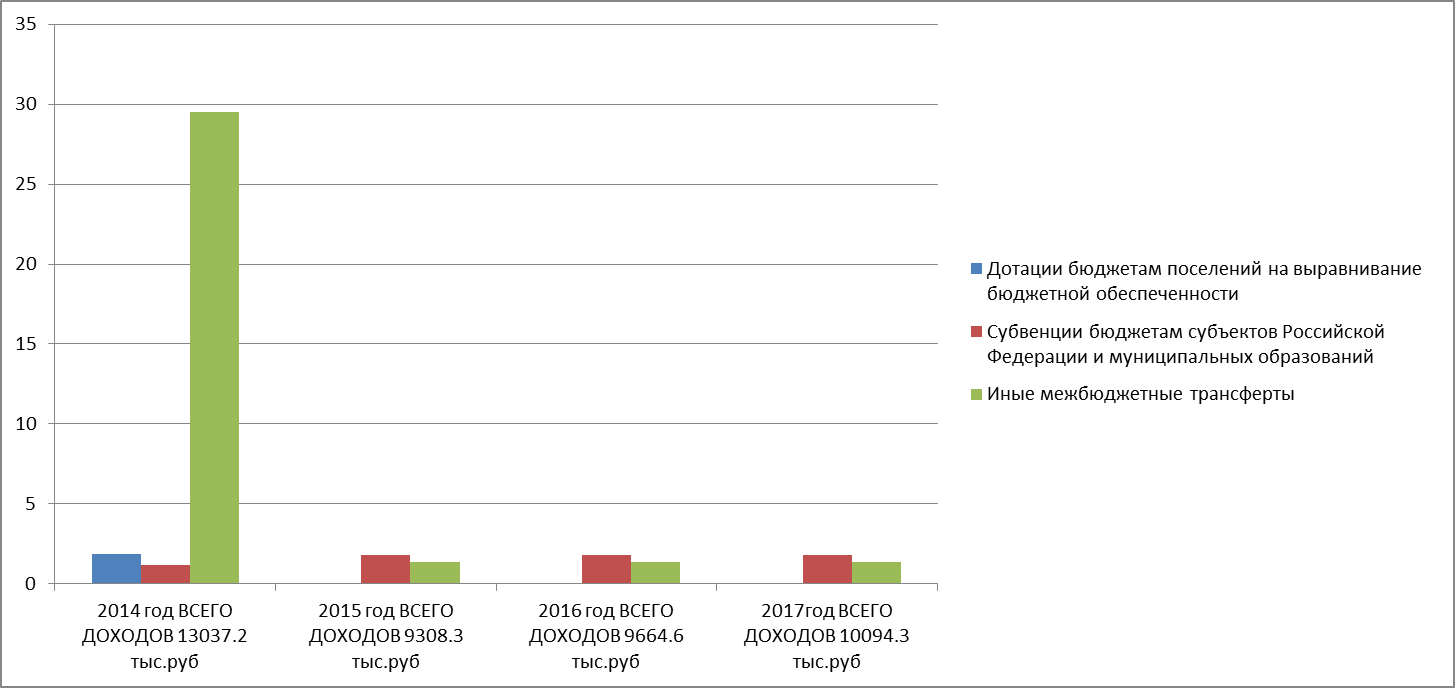 35
30
25
20
15
10
5
0
2014 год ВСЕГО
ДОХОДОВ 13037.2
тыс.руб
2015 год ВСЕГО
ДОХОДОВ 9308.3
тыс.руб
2016 год ВСЕГО
ДОХОДОВ 9664.6
тыс.руб
2017год ВСЕГО
ДОХОДОВ 10094.3
тыс.руб
Дотации бюджетам поселений на выравнивание
бюджетной обеспеченности
Субвенции бюджетам субъектов Российской
Федерации и муниципальных образований
Иные межбюджетные трансферты